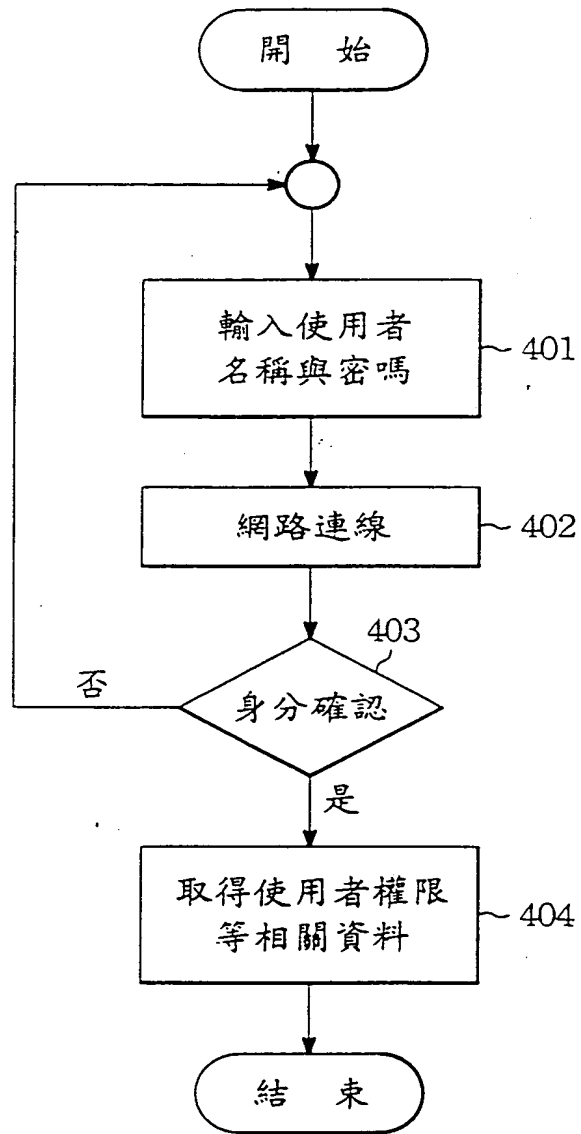 開 始
輸入使用者
名稱與密嗎
401
網路連線
402
403
身分確認
否
是
取得使用者權限
等相關資料
404
結 束